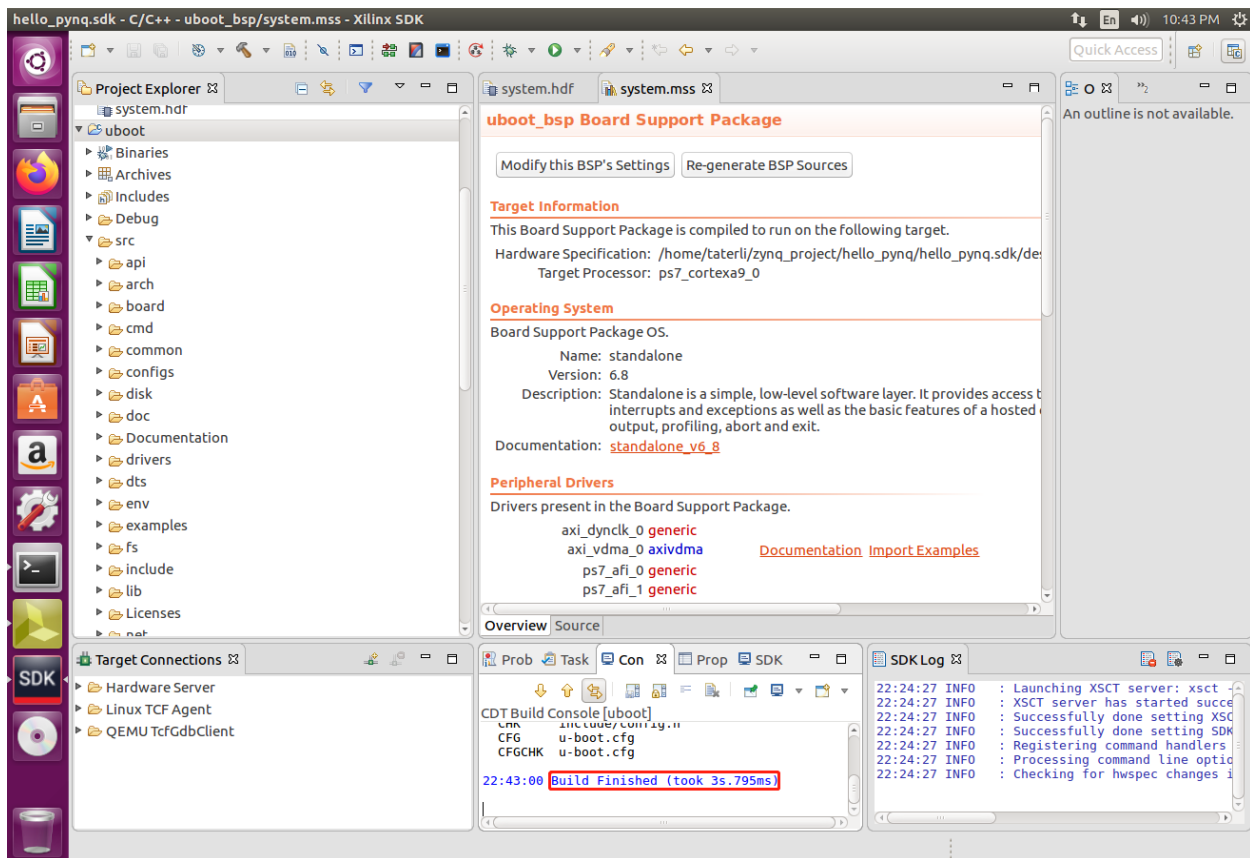 hello_pynq.sdk - C/C++ - uboot_bsp/system.mss - Xilinx SDK
En 10:43 PM
Quick Access
Project Explorer
system.hdf
uboot
Binaries
Archives
Includes
Debug
src
api
arch
board
cmd
common
configs
disk
doc
Documentation
drivers
dts
env
examples
fs
include
lib
Licenses
net
system.hdf
system.mss
uboot_bsp Board Support Package
Modify this BSP's Settings
Re-generate BSP Sources
Target Information
This Board Support Package is compiled to run on the following target.
Hardware Specification: /home/taterli/zynq_project/hello_pynq/hello_pynq.sdk/de
Target Processor: ps7_cortexa9_0
Operating System
Board Support Package OS.
Name: standalone
Version: 6.8
Description: Standalone is a simple, low-level software layer. It provides access t
interrupts and exceptions as well as the basic features of a hosted
output, profiling, abort and exit.
Documentation: standalone_v6_8
Peripheral Drivers
Drivers present in the Board Support Package.
axi_dynclk_0 generic
axi_vdma_0 axivdma Documentation Import Examples
ps7_afi_0 generic
ps7_afi_1 generic
Overview Source
O
2
An outline is not available.
Target Connections
Hardware Server
Linux TCF Agent
QEMU TcfGdbClient
Prob Task Con Prop SDK
CDT Build Console [uboot]
CHK include/config.h
CFG u-boot.cfg
CFGCHK u-boot.cfg
22:43:00 Build Finished (took 3s.795ms)
SDK Log
22:24:27 INFO : Launching XSCT server: xsct -
22:24:27 INFO : XSCT server has started succe
22:24:27 INFO : Successfully done setting XSC
22:24:27 INFO : Successfully done setting SDK
22:24:27 INFO : Registering command handlers
22:24:27 INFO : Processing command line optio
22:24:27 INFO : Checking for hwspec changes i
SDK